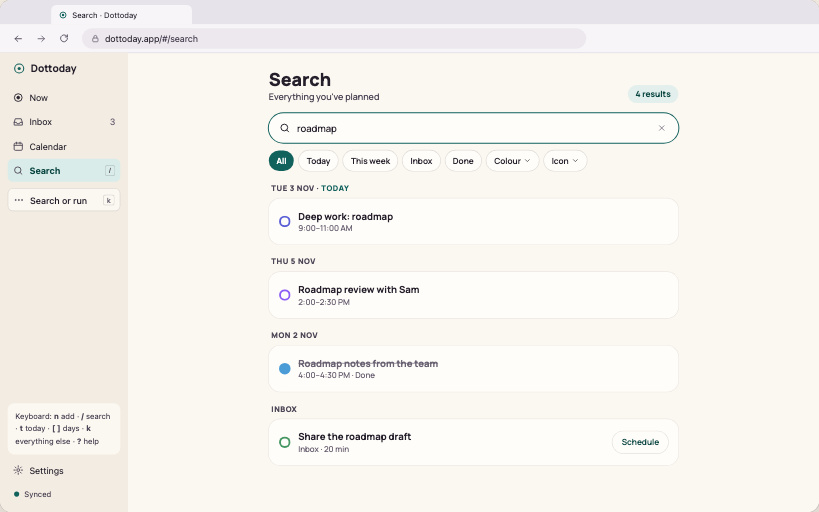 Search · Dottoday
dottoday.app/#/search
Dottoday
Now
Inbox 3
Calendar
Search /
Search or run k
Keyboard: n add · / search
· t today · [ ] days · k
everything else · ? help
Settings
Synced
Search
Everything you've planned
4 results
roadmap
All Today This week Inbox Done Colour Icon
TUE 3 NOV · TODAY
Deep work: roadmap
9:00–11:00 AM
THU 5 NOV
Roadmap review with Sam
2:00–2:30 PM
MON 2 NOV
Roadmap notes from the team
4:00–4:30 PM · Done
INBOX
Share the roadmap draft
Inbox · 20 min
Schedule